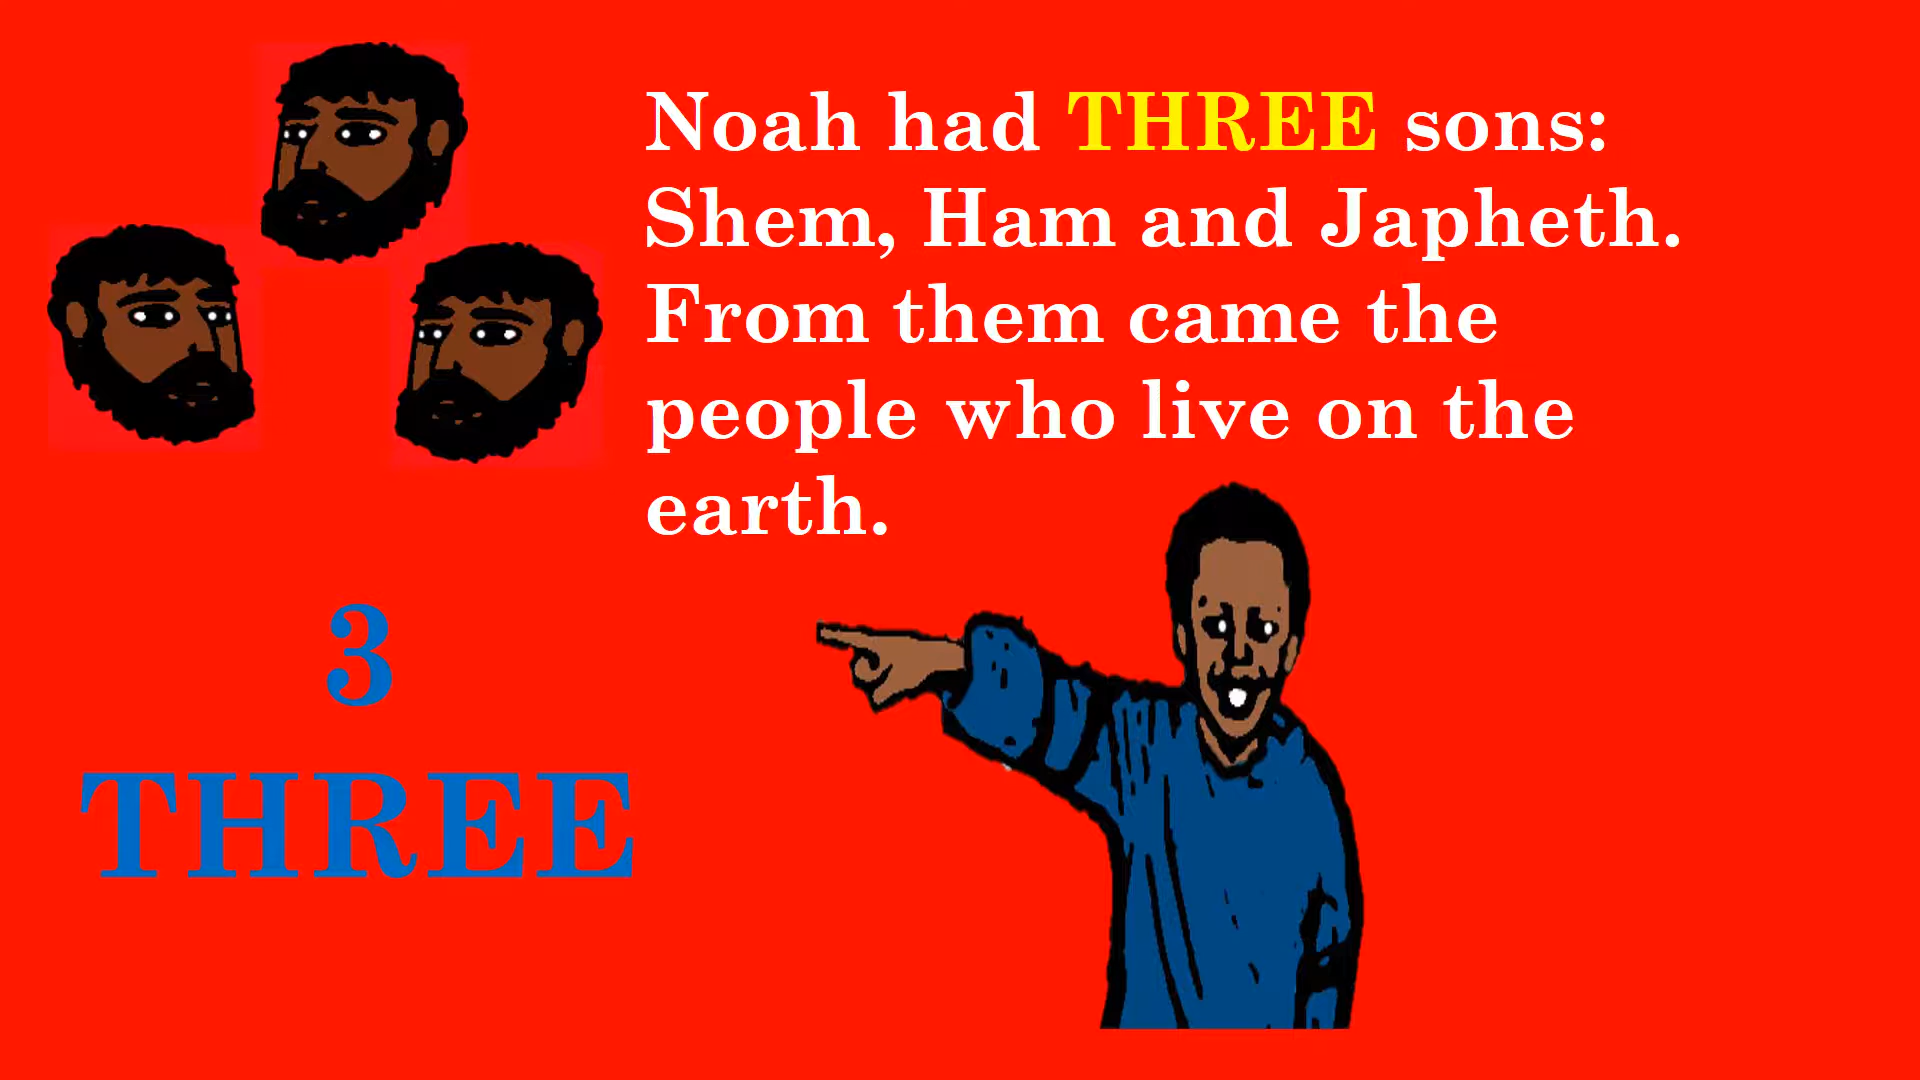 Noah had THREE sons:
Shem, Ham and Japheth.
From them came the
people who live on the
earth.
3
THREE